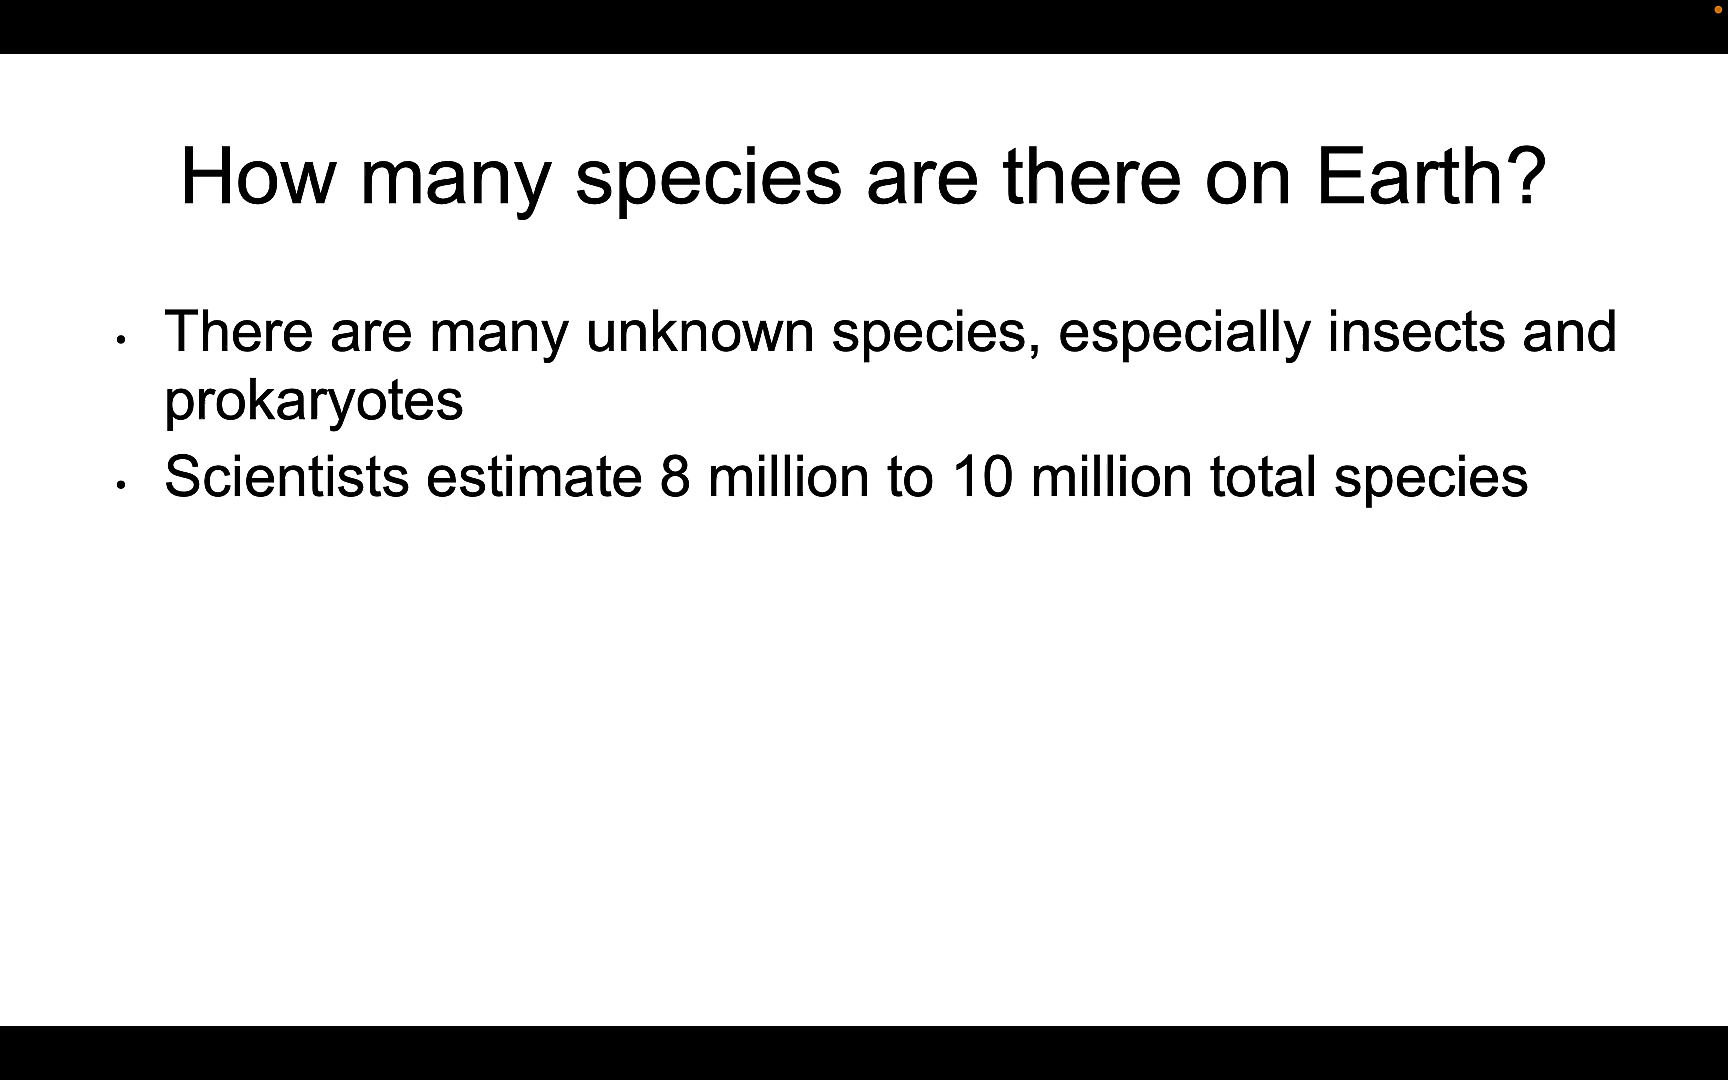 How many species are there on Earth?
• There are many unknown species, especially insects and
prokaryotes
• Scientists estimate 8 million to 10 million total species